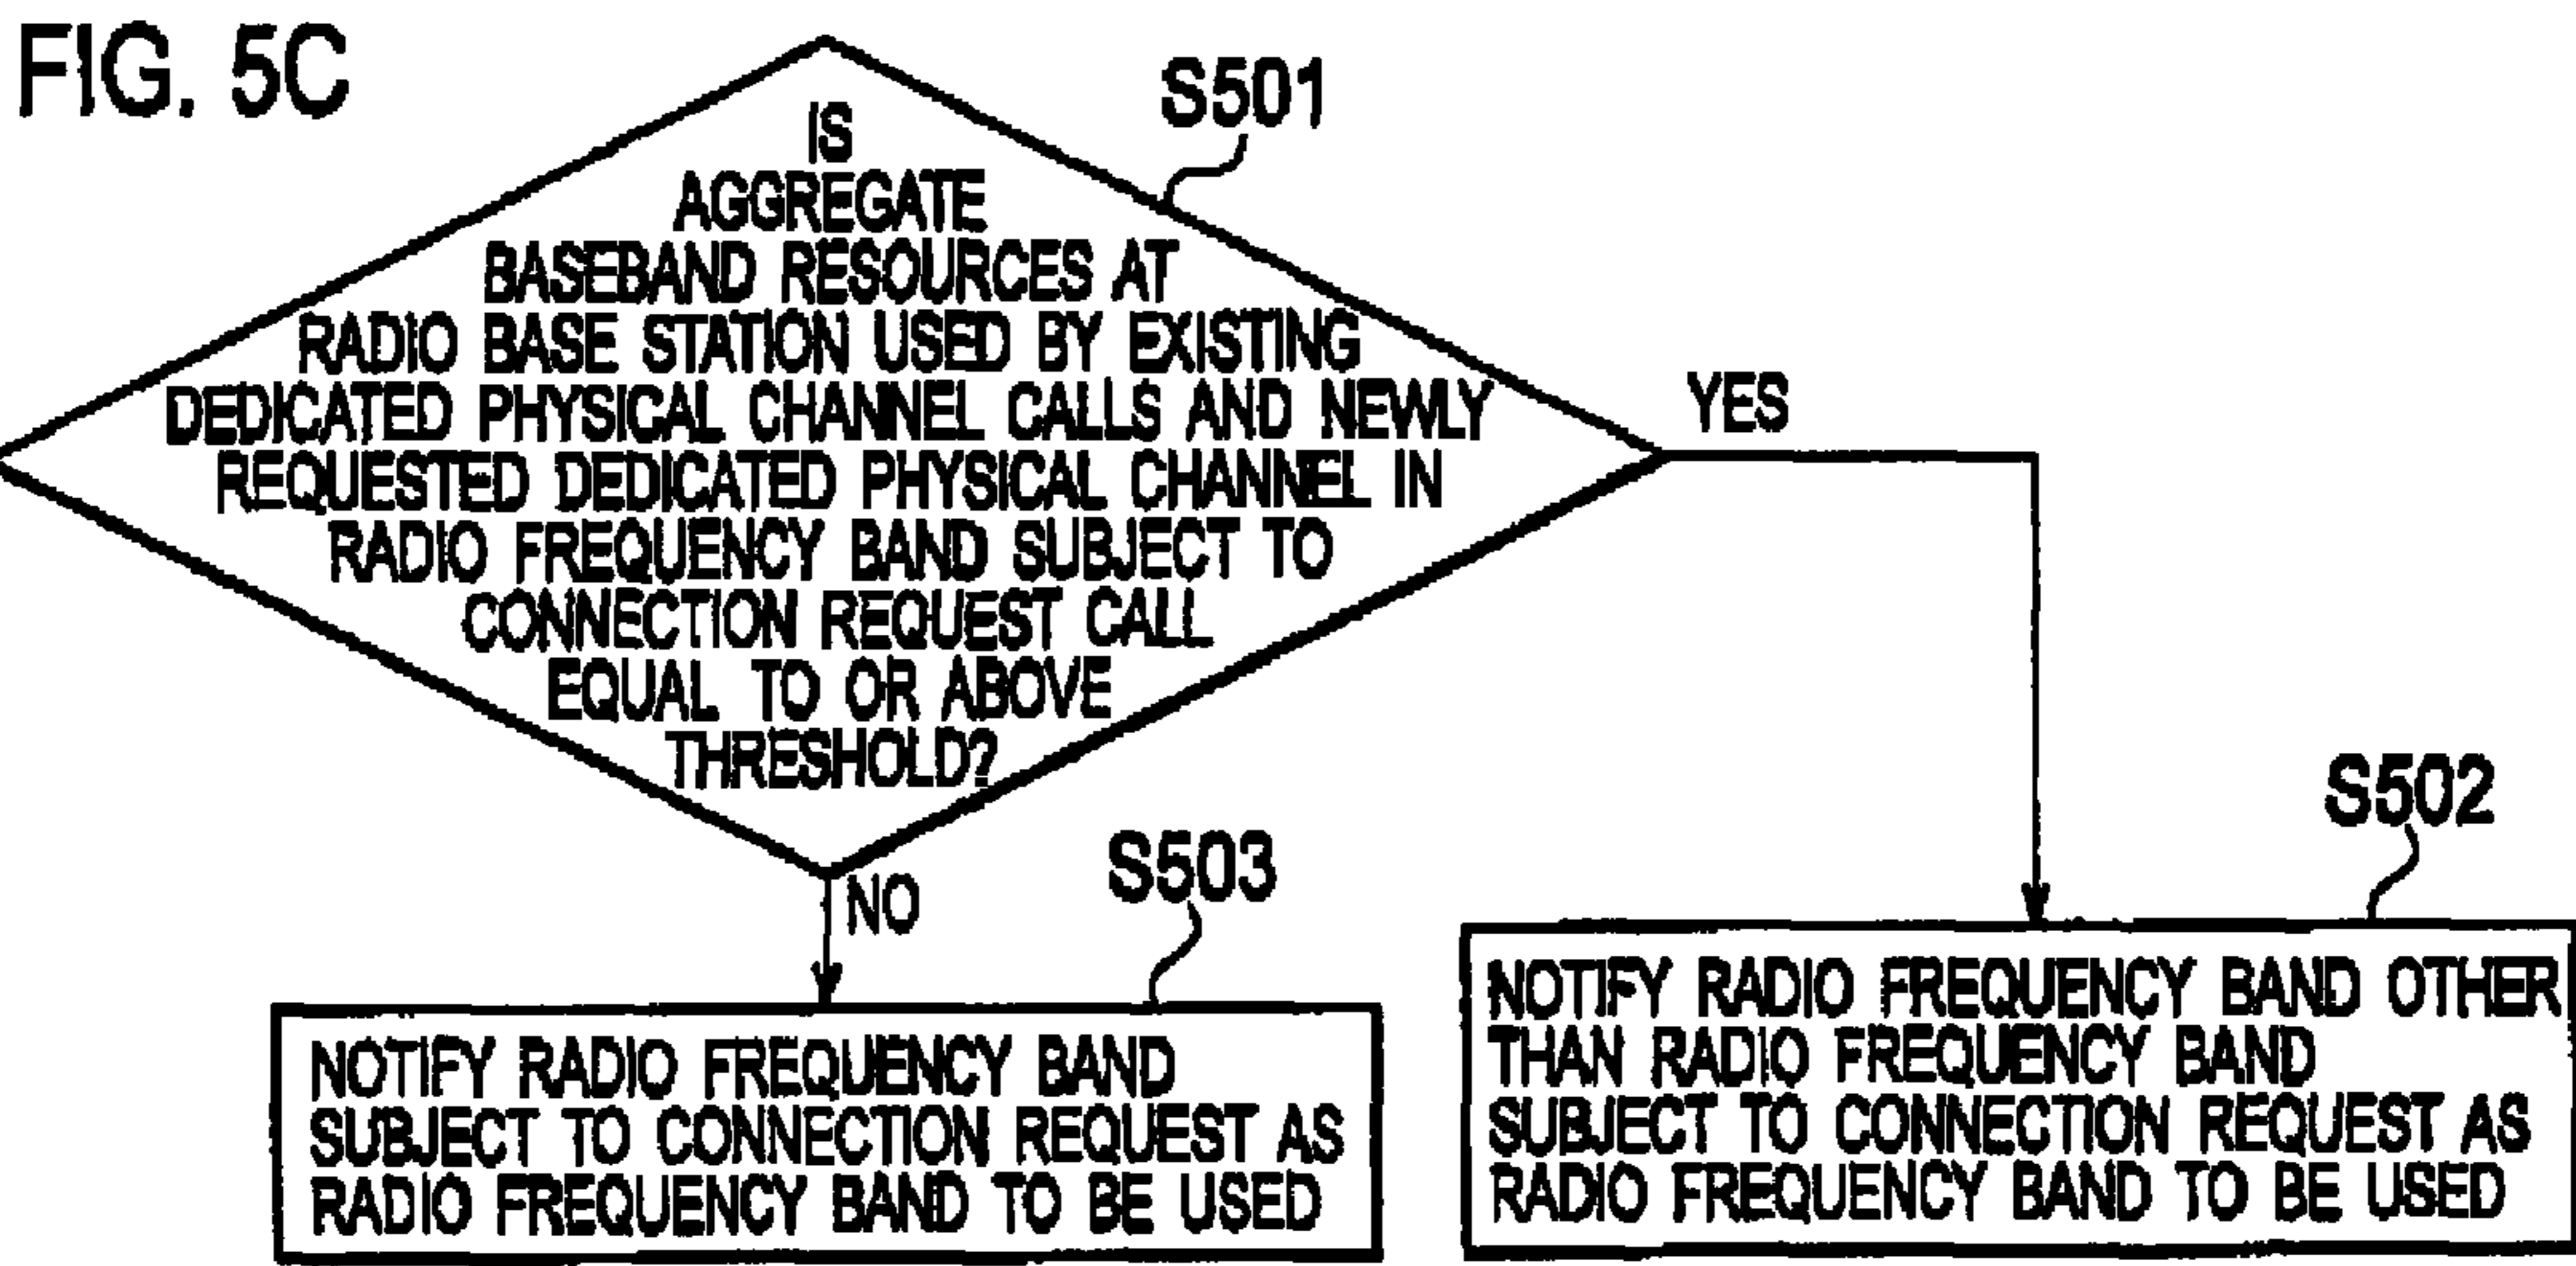 FIG. 5C
S501
IS
AGGREGATE
BASEBAND RESOURCES AT
RADIO BASE STATION USED BY EXISTING
DEDICATED PHYSICAL CHANNEL CALLS AND NEWLY
REQUESTED DEDICATED PHYSICAL CHANNEL IN
RADIO FREQUENCY BAND SUBJECT TO
CONNECTION REQUEST CALL
EQUAL TO OR ABOVE
THRESHOLD?
YES
NO
S503
NOTIFY RADIO FREQUENCY BAND
SUBJECT TO CONNECTION REQUEST AS
RADIO FREQUENCY BAND TO BE USED
S502
NOTIFY RADIO FREQUENCY BAND OTHER
THAN RADIO FREQUENCY BAND
SUBJECT TO CONNECTION REQUEST AS
RADIO FREQUENCY BAND TO BE USED